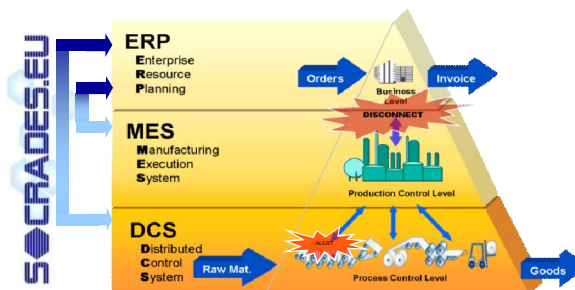 SOCRADES.EU
ERP
Enterprise
Resource
Planning
Orders
Invoice
Business
Level
DISCONNECT
MES
Manufacturing
Execution
System
Production Control Level
DCS
Distributed
Control
System
Raw Mat.
ALERT
Process Control Level
Goods